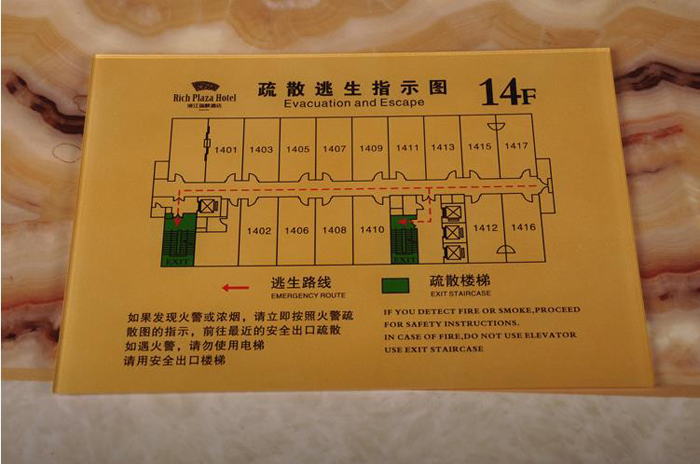 Rich Plaza Hotel
疏散逃生指示图
Evacuation and Escape
14F
1401 1403 1405 1407 1409 1411 1413 1415 1417
1402 1406 1408 1410 1412 1416
EXIT EXIT
逃生路线
EMERGENCY ROUTE
疏散楼梯
EXIT STAIRCASE
如果发现火警或浓烟，请立即按照火警疏
散图的指示，前往最近的安全出口疏散
如遇火警，请勿使用电梯
请用安全出口楼梯
IF YOU DETECT FIRE OR SMOKE,PROCEED
FOR SAFETY INSTRUCTIONS.
IN CASE OF FIRE,DO NOT USE ELEVATOR
USE EXIT STAIRCASE